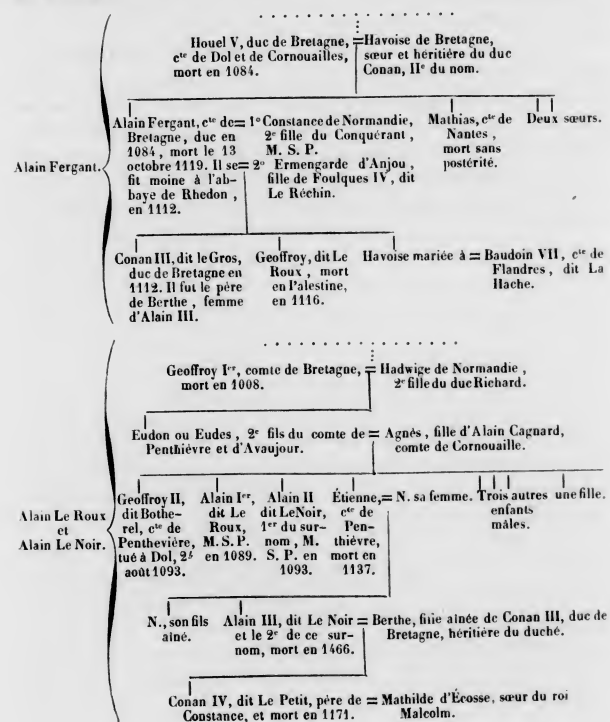 Houel V, duc de Bretagne, = Havoise de Bretagne,
cte de Dol et de Cornouailles, sœur et héritière du duc
mort en 1084. Conan, IIe du nom.
Alain Fergant, cte de = 1º Constance de Normandie, Mathias, cte de Deux sœurs.
Bretagne, duc en 2e fille du Conquérant, Nantes,
1084, mort le 13 M. S. P. mort sans
octobre 1119. Il se = 2º Ermengarde d'Anjou, postérité.
Alain Fergant.
fit moine à l'ab- fille de Foulques IV, dit
baye de Rhedon, Le Réchin.
en 1112.
Conan III, dit le Gros, Geoffroy, dit Le Havoise mariée à = Baudoin VII, cte de
duc de Bretagne en Roux, mort Flandres, dit La
1112. Il fut le père en Palestine, Hache.
de Berthe, femme en 1116.
d'Alain III.
Geoffroy Ier, comte de Bretagne, = Hadwige de Normandie,
mort en 1008. 2e fille du duc Richard.
Eudon ou Eudes, 2e fils du comte de = Agnès, fille d'Alain Cagnard,
Penthièvre et d'Avaujour. comte de Cornouaille.
Geoffroy II, Alain Ier, Alain II Étienne, = N. sa femme. Trois autres une fille.
dit Bothe- dit Le dit Le Noir, cte de enfants
rel, cte de Roux, 1er du sur- Pen- mâles.
Alain Le Roux
et
Alain Le Noir.
Penthevière, M. S. P. nom, M. thiévre,
tué à Dol, 2 en 1089. S. P. en mort en
août 1093. 1093. 1137.
N., son fils Alain III, dit Le Noir = Berthe, fille ainée de Conan III, duc de
ainé. et le 2e de ce sur- Bretagne, héritière du duché.
nom, mort en 1466.
Conan IV, dit Le Petit, père de = Mathilde d'Écosse, sœur du roi
Constance, et mort en 1171. Malcolm.